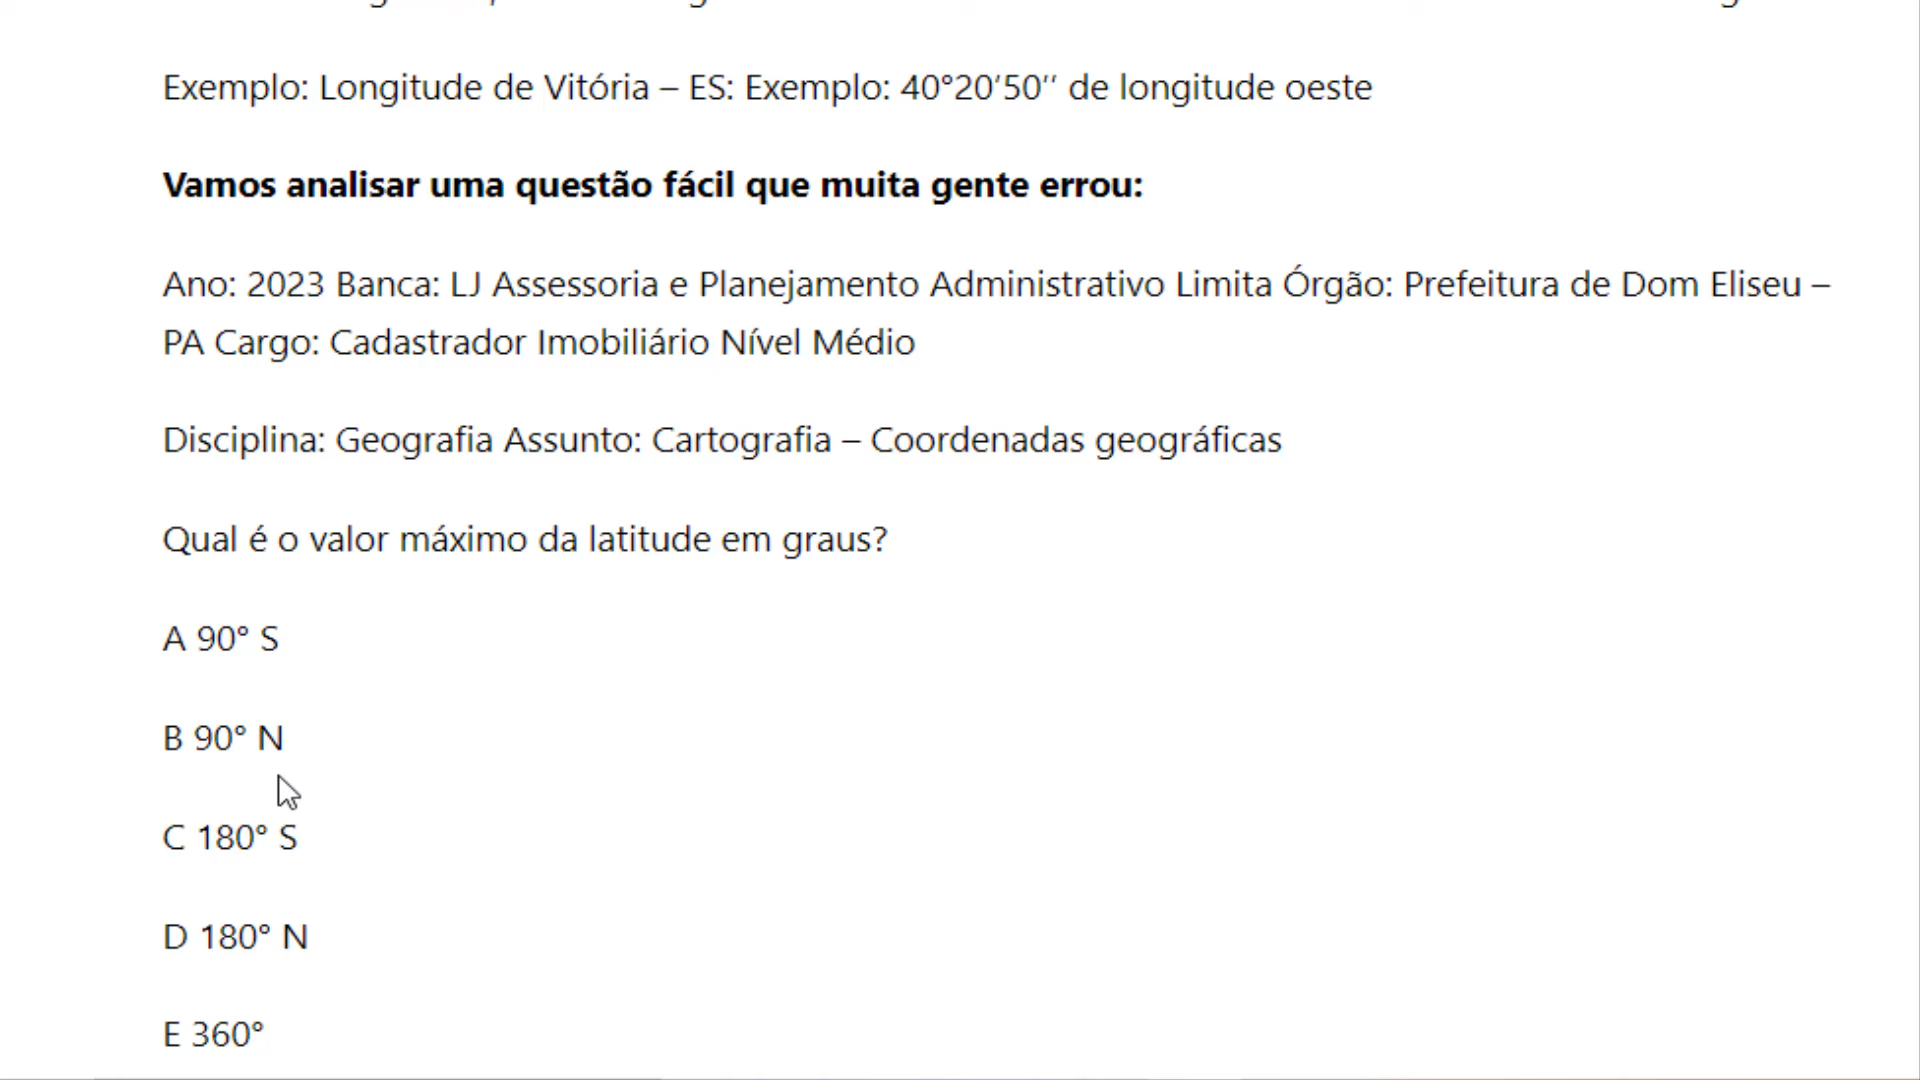 Exemplo: Longitude de Vitória – ES: Exemplo: 40°20′50′′ de longitude oeste
Vamos analisar uma questão fácil que muita gente errou:
Ano: 2023 Banca: LJ Assessoria e Planejamento Administrativo Limita Órgão: Prefeitura de Dom Eliseu –
PA Cargo: Cadastrador Imobiliário Nível Médio
Disciplina: Geografia Assunto: Cartografia – Coordenadas geográficas
Qual é o valor máximo da latitude em graus?
A 90° S
B 90° N
C 180° S
D 180° N
E 360°